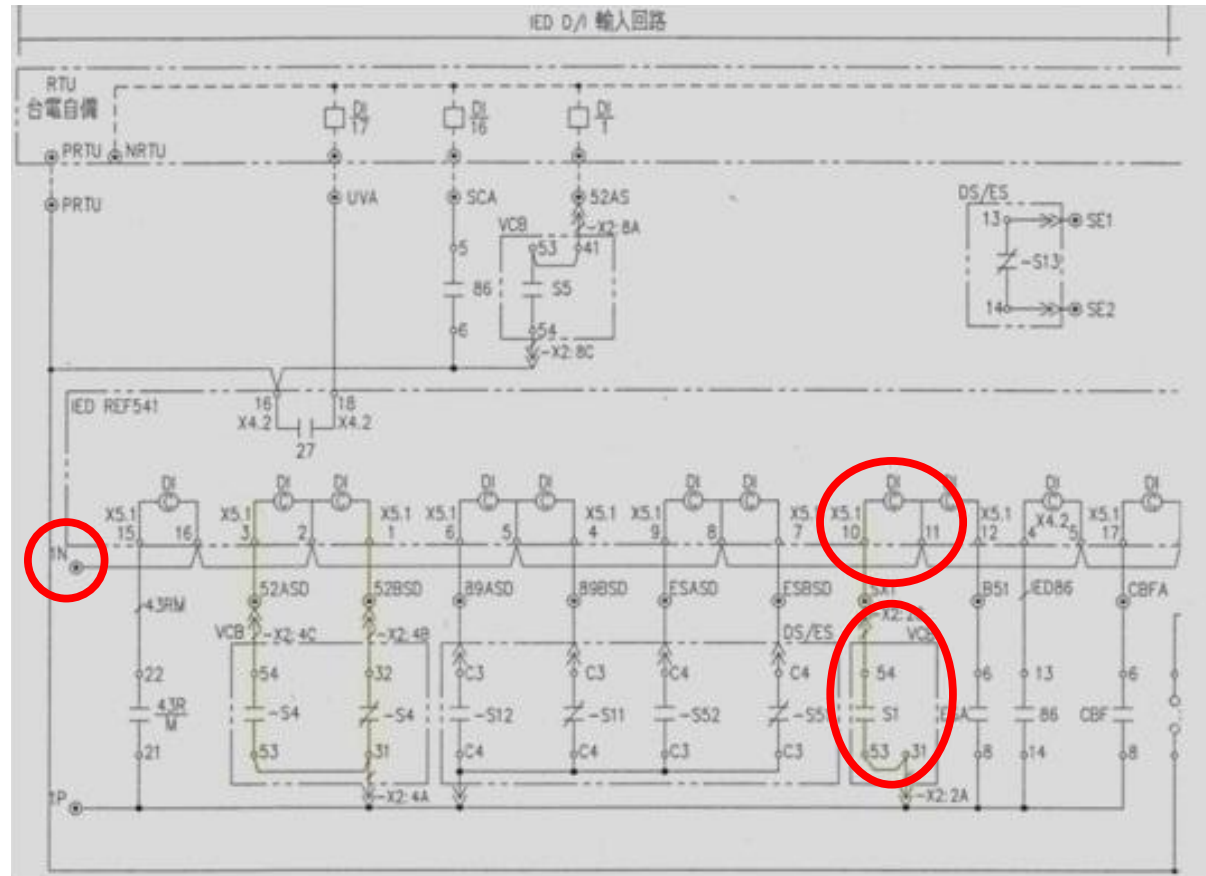 IED D/I 輸入回路
RTU
台電自備
DI
17
DI
16
DI
1
PRTU
NRTU
PRTU
UVA
SCA
52AS
-X2:8A
VCB
53
41
5
86
S5
6
54
-X2:8C
DS/ES
13
SE1
-S13
14
SE2
IED REF541
16
18
X4.2
X4.2
27
DI
DI
DI
DI
DI
DI
DI
DI
DI
DI
DI
X5.1
X5.1
X5.1
X5.1
X5.1
X5.1
X5.1
X5.1
X4.2
X5.1
15
16
3
2
1
6
5
4
9
8
7
10
11
12
4
5
17
1N
43RM
52ASD
52BSD
89ASD
89BSD
ESASD
ESBSD
SX1
B51
IED86
CBFA
VCB
-X2:4C
-X2:4B
DS/ES
VCB
22
54
32
C3
C3
C4
C4
54
6
13
6
43R
M
-S4
-S4
-S12
-S11
-S52
S1
86
CBF
21
53
31
C4
C4
C3
C3
53
31
8
14
8
1P
-X2:4A
-X2:2A